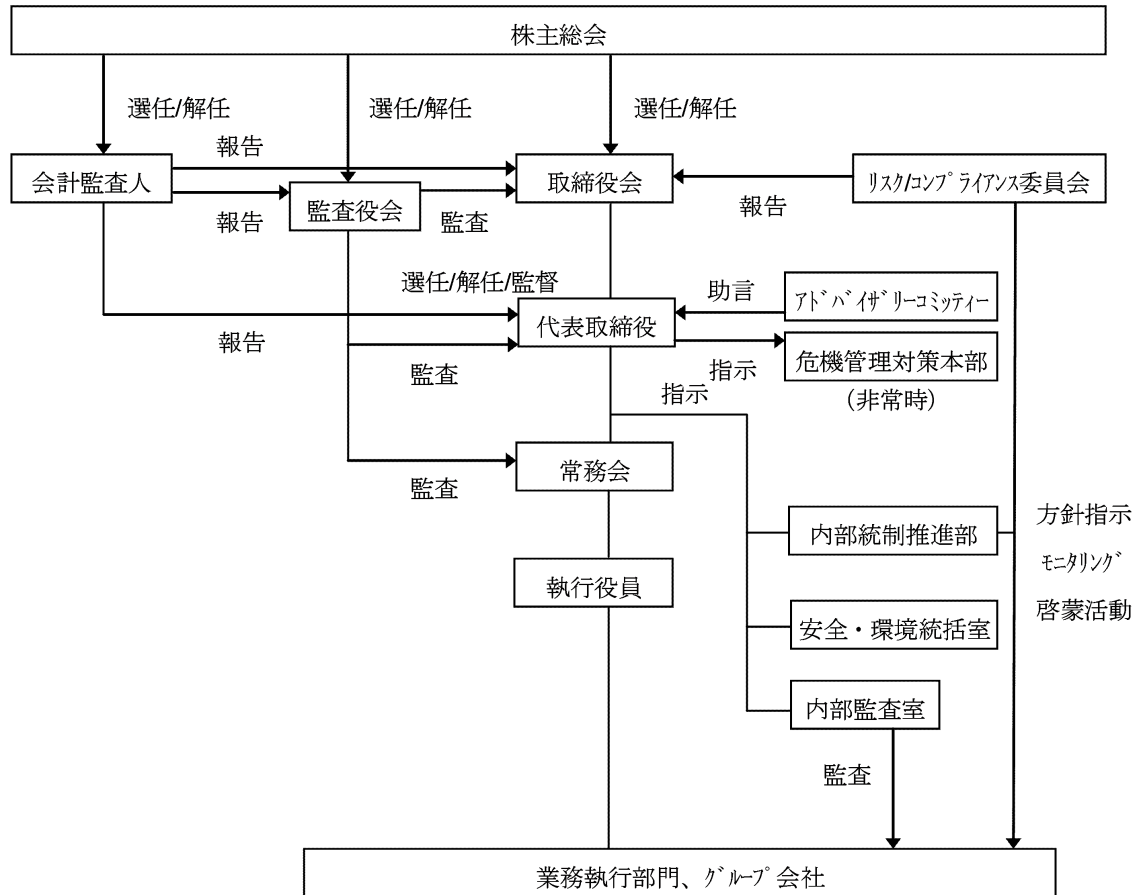 株主総会
選任/解任
選任/解任
選任/解任
報告
会計監査人
取締役会
ﾘｽｸ/ｺﾝﾌﾟﾗｲｱﾝｽ委員会
報告
監査役会
監査
報告
選任/解任/監督
助言
ｱﾄﾞﾊﾞｲｻﾞﾘｰｺﾐｯﾃｨｰ
代表取締役
報告
監査
指示
危機管理対策本部
(非常時)
指示
常務会
監査
内部統制推進部
方針指示
ﾓﾆﾀﾘﾝｸﾞ
啓蒙活動
執行役員
安全・環境統括室
内部監査室
監査
業務執行部門、ｸﾞﾙｰﾌﾟ会社